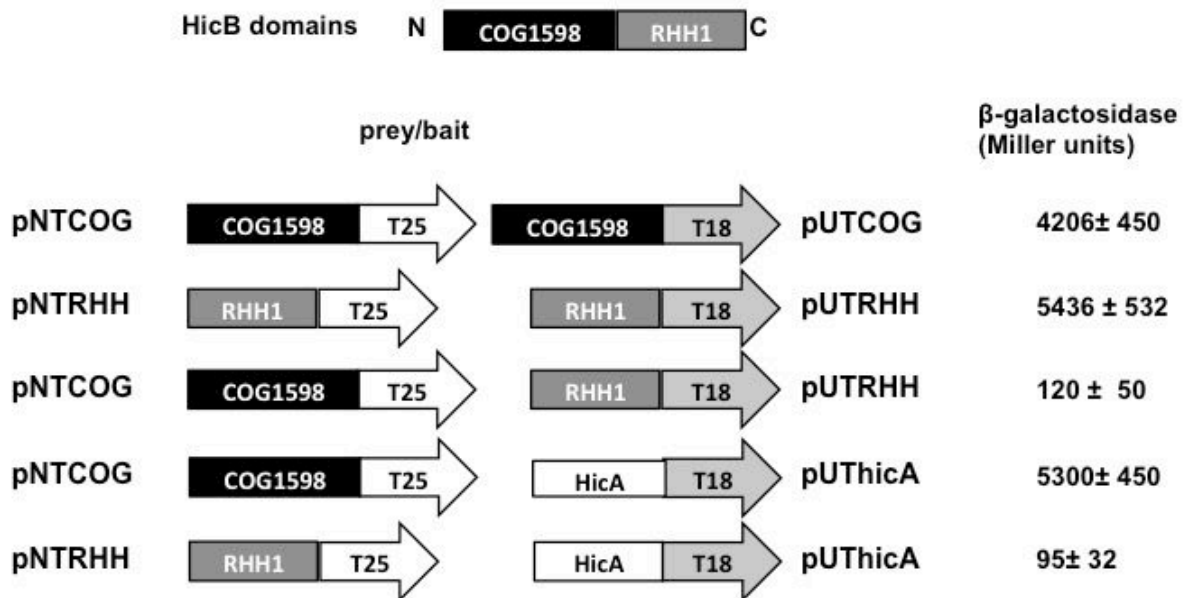 HicB domains N COG1598 RHH1 C
prey/bait
β-galactosidase
(Miller units)
pNTCOG COG1598 T25 COG1598 T18 pUTCOG 4206± 450
pNTRHH RHH1 T25 RHH1 T18 pUTRHH 5436 ± 532
pNTCOG COG1598 T25 RHH1 T18 pUTRHH 120 ± 50
pNTCOG COG1598 T25 HicA T18 pUThicA 5300± 450
pNTRHH RHH1 T25 HicA T18 pUThicA 95± 32